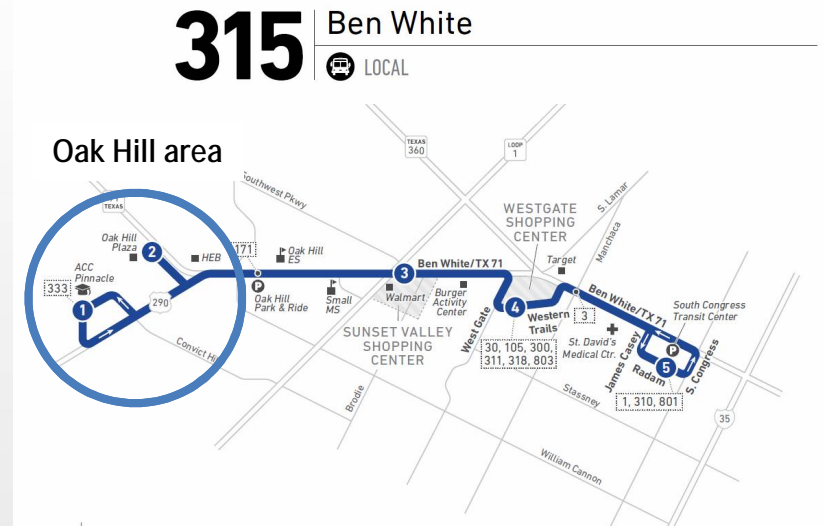 315
Ben White
LOCAL
Oak Hill area
TEXAS
360
LOOP
1
Southwest Pkwy
TEXAS
S. Lamar
WESTGATE
SHOPPING
CENTER
Manchaca
Oak Hill
Plaza
2
HEB
171
Oak Hill
ES
Ben White/TX 71
Target
ACC
Pinnacle
333
1
290
3
P
Oak Hill
Park & Ride
Small
MS
Walmart
Burger
Activity
Center
Ben White/TX 71
South Congress
Transit Center
4
Western
Trails
3
West Gate
SUNSET VALLEY
SHOPPING
CENTER
30, 105, 300,
311, 318, 803
St. David's
Medical Ctr.
James Casey
P
5
Radam
S. Congress
1, 310, 801
Brodie
Stassney
35
William Cannon